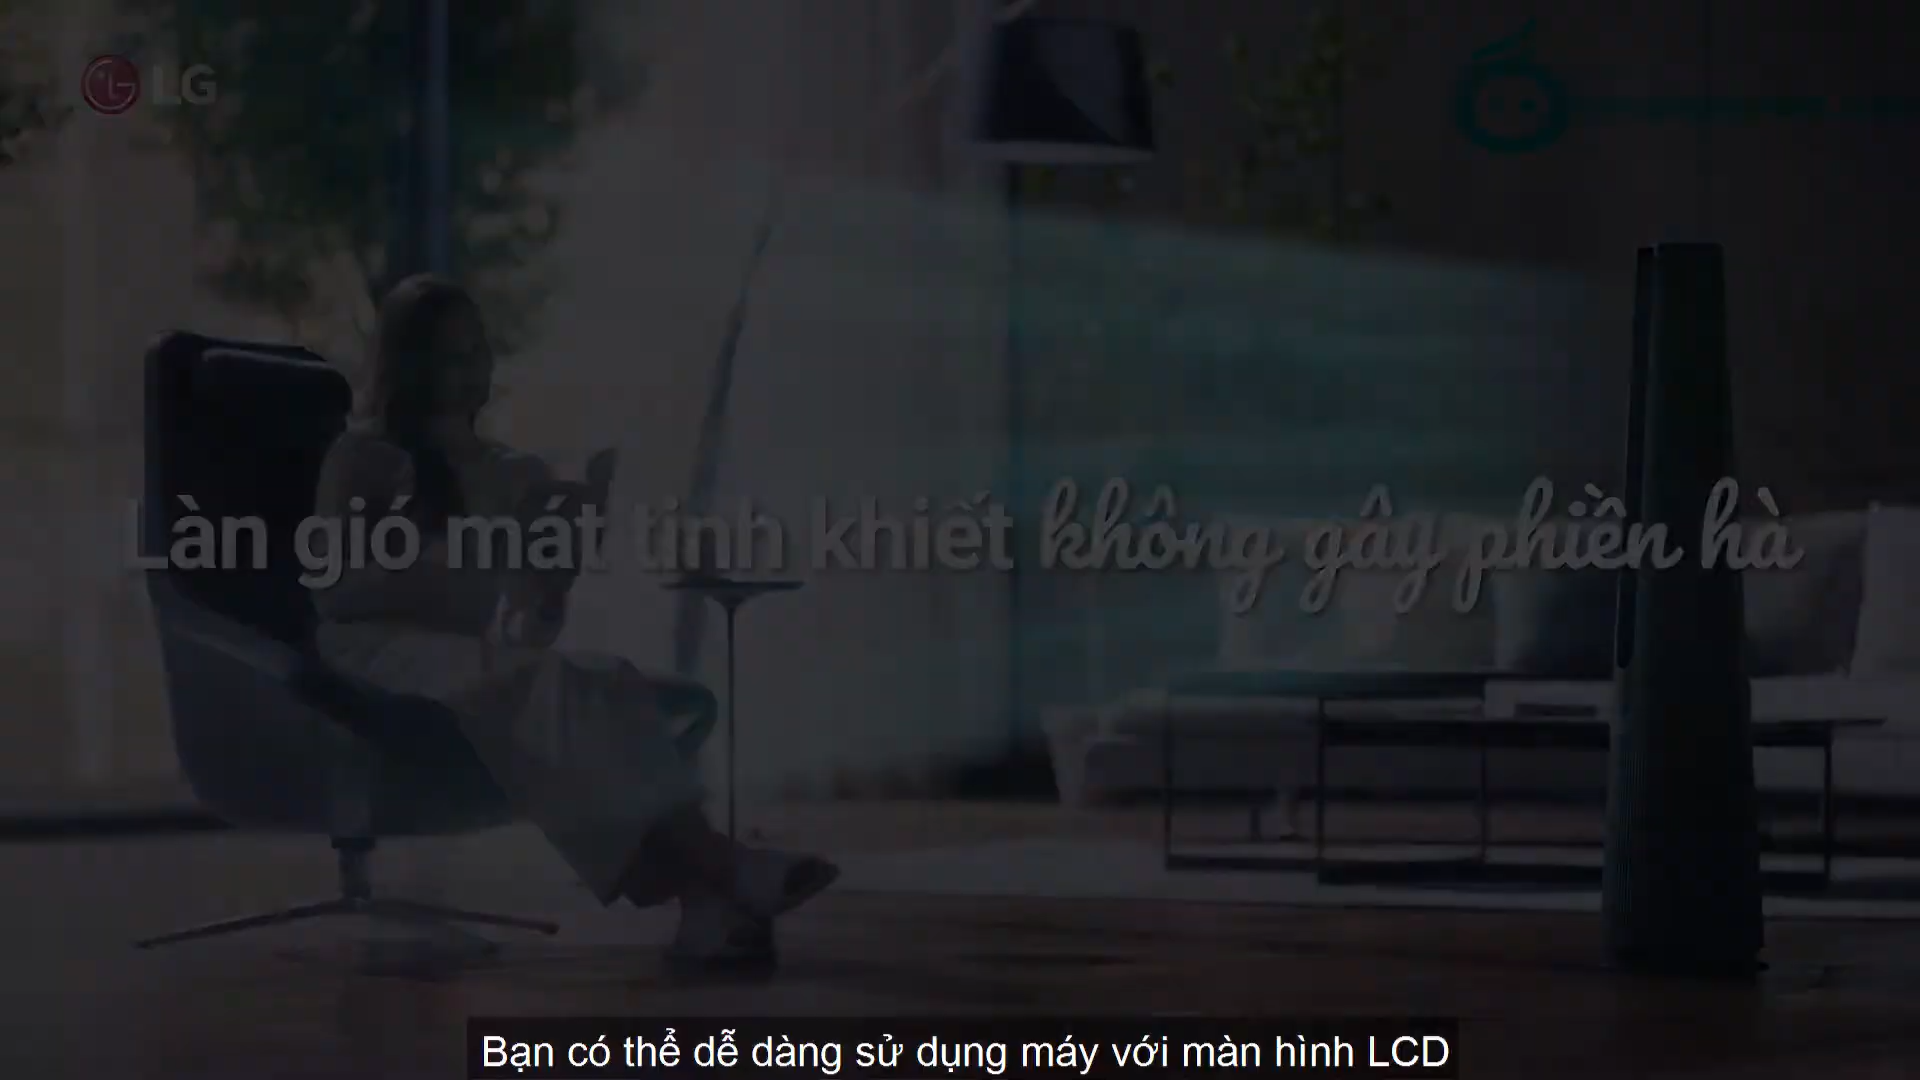 LG
Làn gió mát tinh khiết không gây phiền hà
Bạn có thể dễ dàng sử dụng máy với màn hình LCD